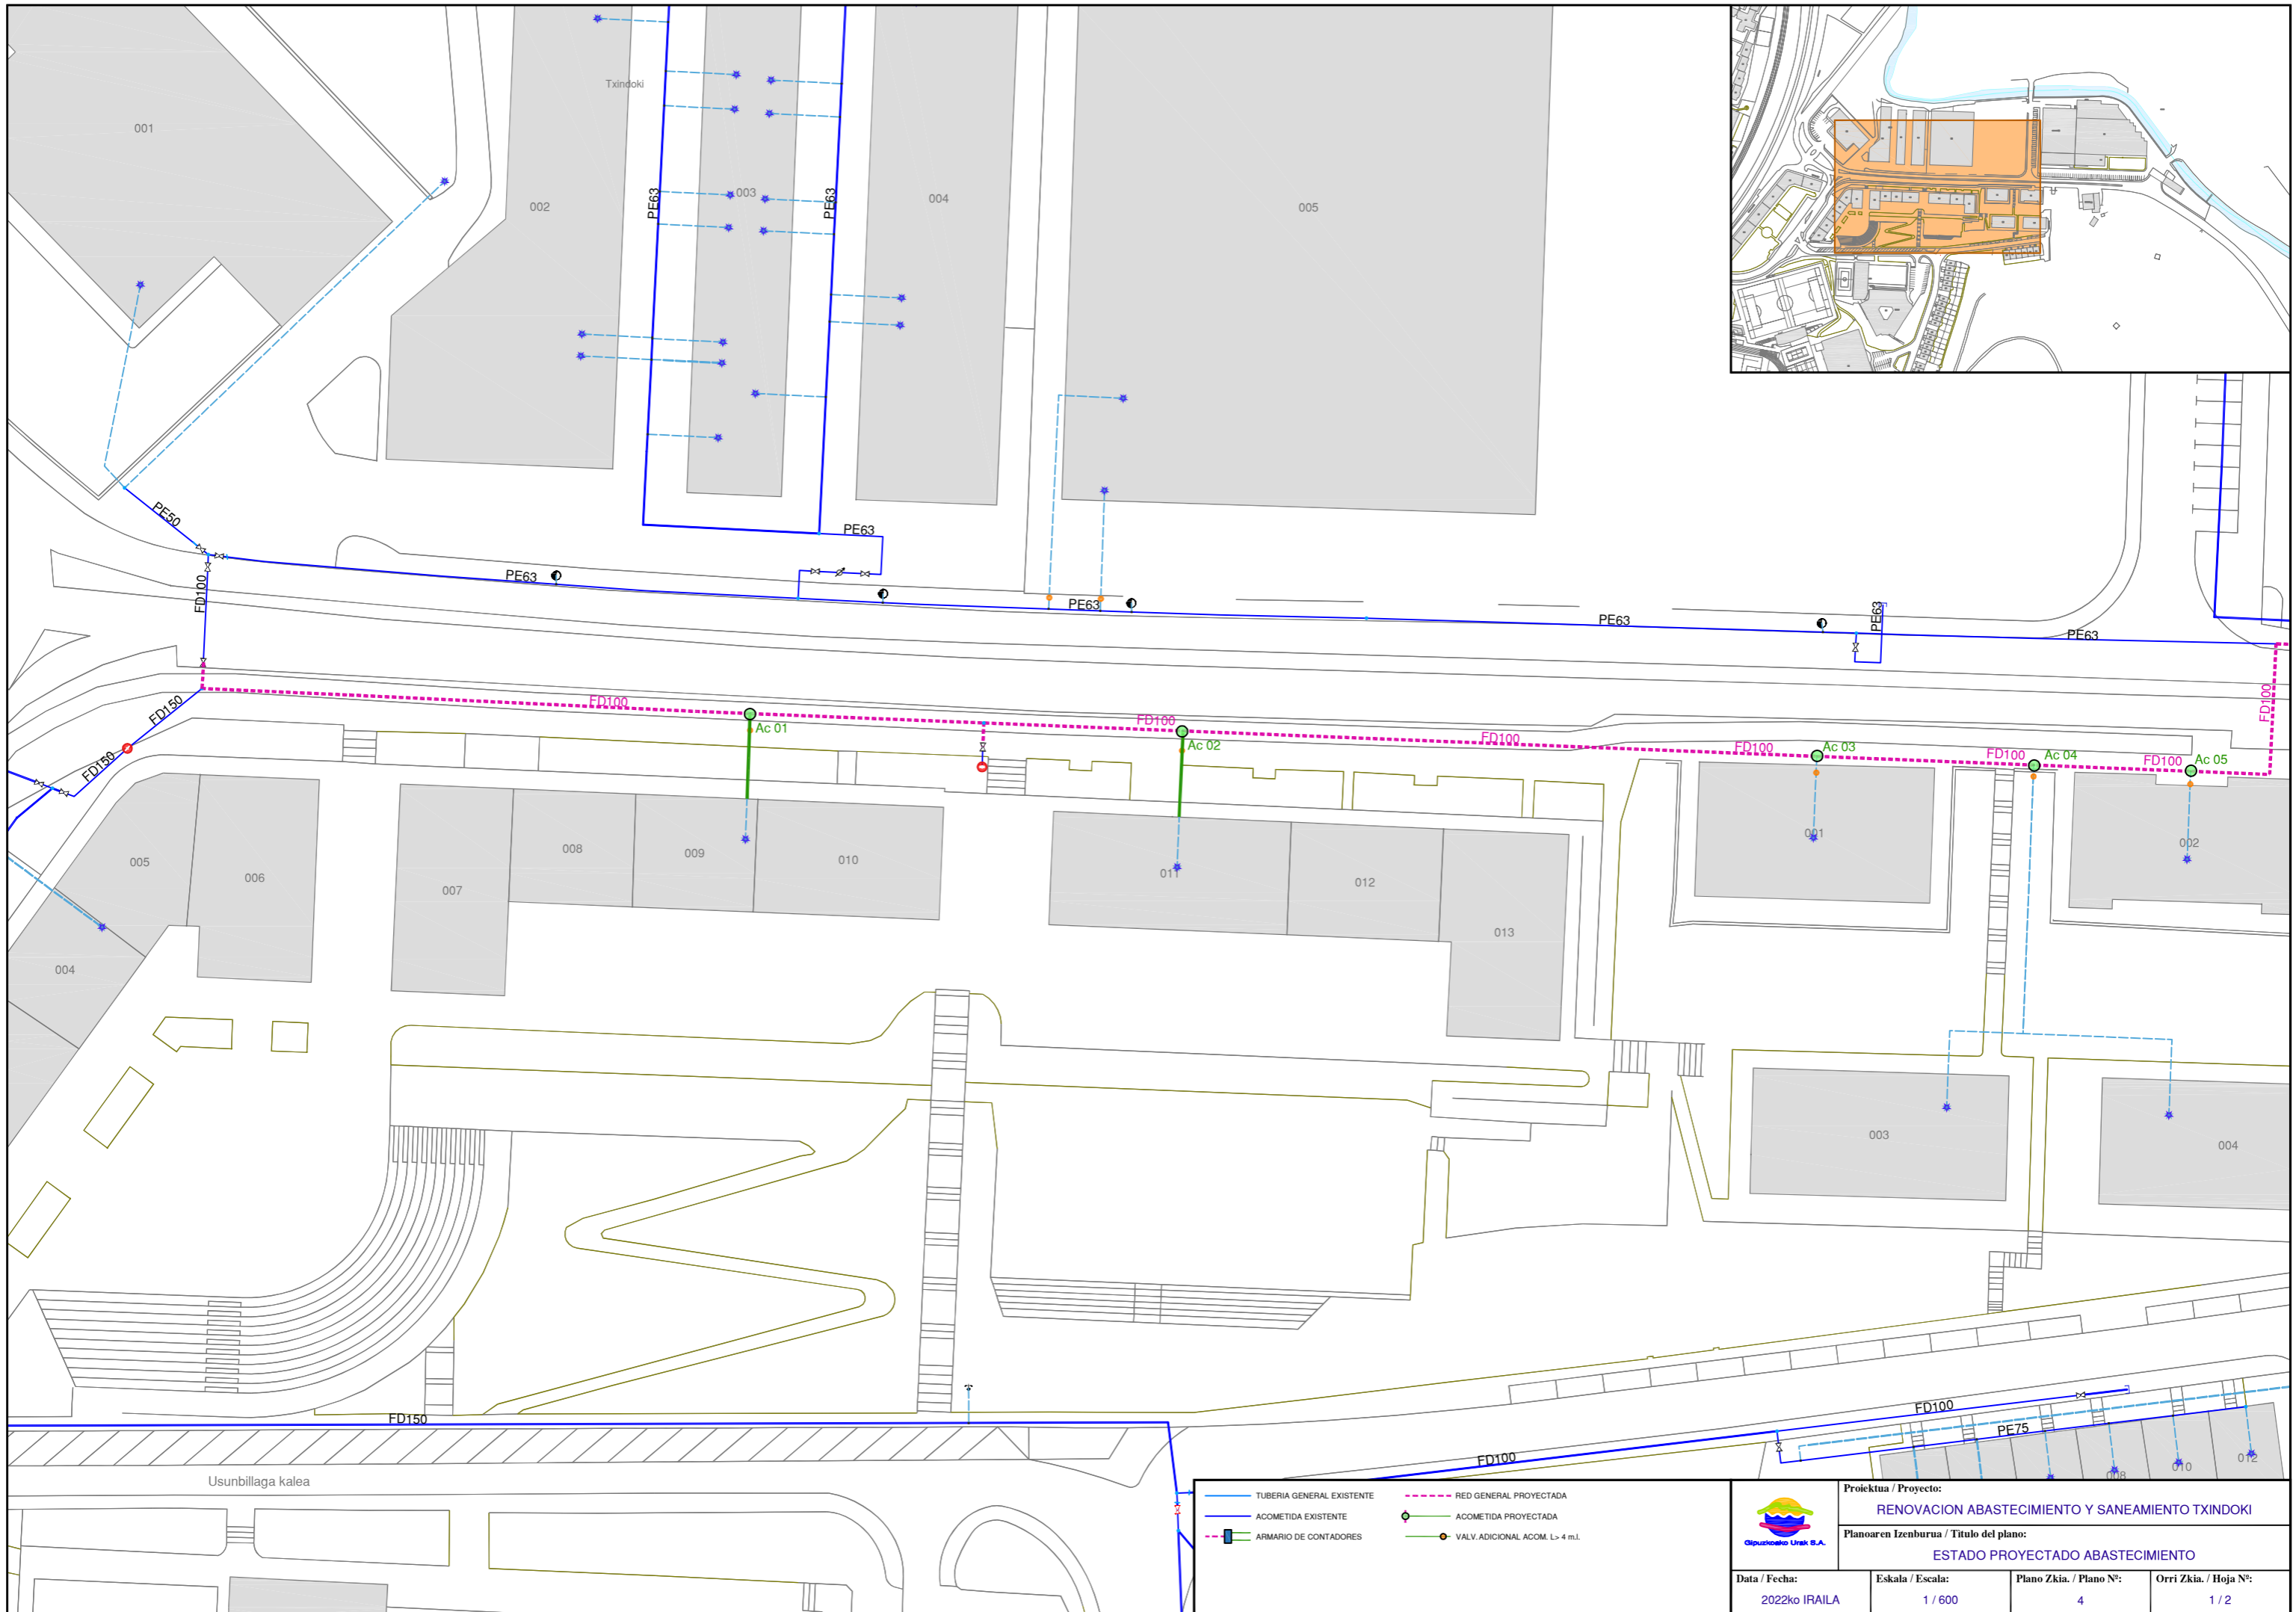 Txindoki
001
002
003
004
005
PE63
PE63
PE50
PE63
PE63
FD100
PE63
PE63
PE63
PE63
FD100
FD150
FD100
FD150
FD100
Ac 01
Ac 02
FD100
FD100
Ac 03
FD100
Ac 04
FD100
Ac 05
001
002
005
006
007
008
009
010
011
012
013
004
003
004
FD150
FD100
PE75
FD100
008
010
012
Usunbillaga kalea
TUBERIA GENERAL EXISTENTE
RED GENERAL PROYECTADA
ACOMETIDA EXISTENTE
ACOMETIDA PROYECTADA
ARMARIO DE CONTADORES
VALV. ADICIONAL ACOM. L> 4 m.l.
Gipuzkoako Urak S.A.
Proiektua / Proyecto:
RENOVACION ABASTECIMIENTO Y SANEAMIENTO TXINDOKI
Planoaren Izenburua / Titulo del plano:
ESTADO PROYECTADO ABASTECIMIENTO
Data / Fecha:
2022ko IRAILA
Eskala / Escala:
1 / 600
Plano Zkia. / Plano Nº:
4
Orri Zkia. / Hoja Nº:
1 / 2